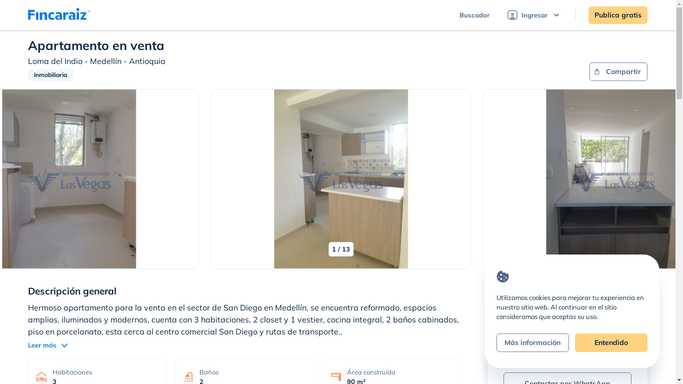 Fincaraiz
Buscador
Ingresar
Publica gratis
Apartamento en venta
Loma del Indio - Medellín - Antioquia
Inmobiliaria
Compartir
Las Vegas
Las Vegas
Las Vegas
1 / 13
Descripción general
Hermoso apartamento para la venta en el sector de San Diego en Medellín, se encuentra reformado, espacios
amplios, iluminados y modernos, cuenta con 3 habitaciones, 2 closet y 1 vestier, cocina integral, 2 baños cabinados,
piso en porcelanato, esta cerca al centro comercial San Diego y rutas de transporte..
Leer más
Habitaciones
3
Baños
2
Área construida
90 m²
Utilizamos cookies para mejorar tu experiencia en
nuestro sitio web. Al continuar en el sitio
consideramos que aceptas su uso.
Más información
Entendido
Contactar por WhatsApp